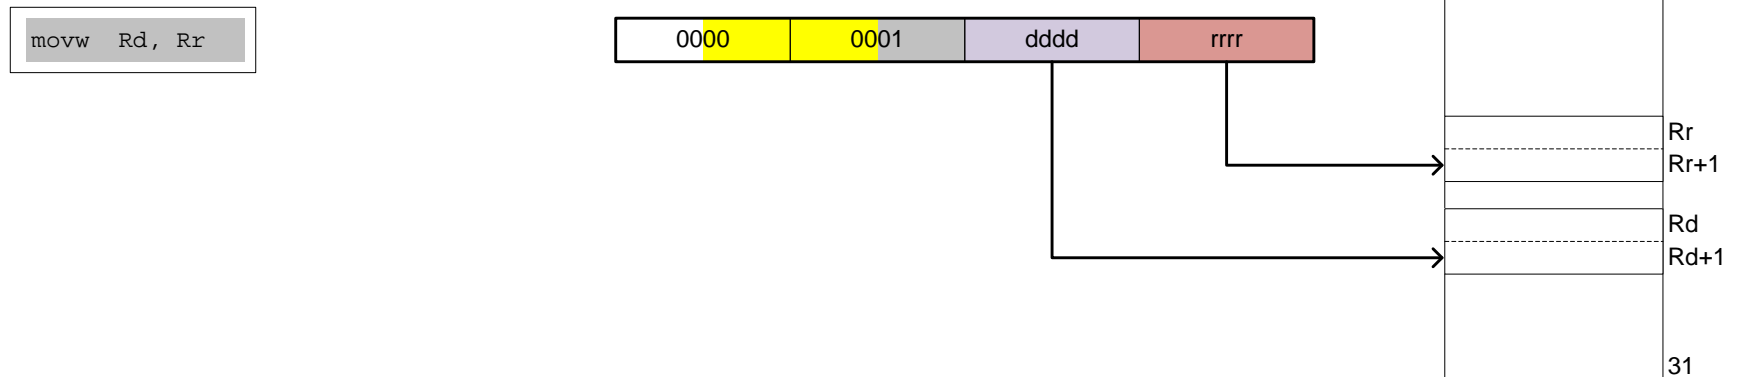 movw Rd, Rr
0000 0001 dddd rrrr
Rr
Rr+1
Rd
Rd+1
31